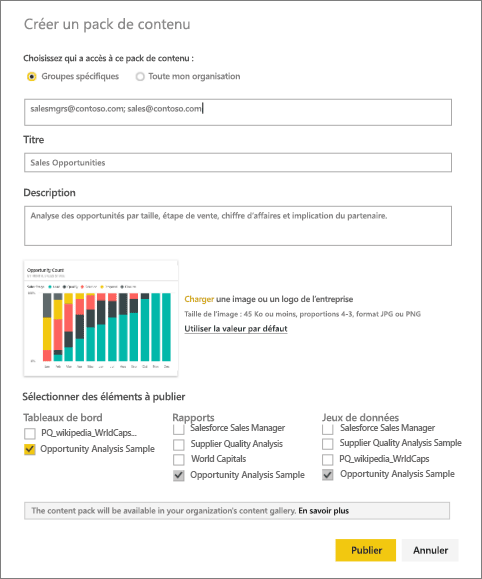 Créer un pack de contenu
Choisissez qui a accès à ce pack de contenu :
Groupes spécifiques Toute mon organisation
salesmgrs@contoso.com; sales@contoso.com
Titre
Sales Opportunities
Description
Analyse des opportunités par taille, étape de vente, chiffre d'affaires et implication du partenaire.
Opportunity Count
100%
0%
Charger une image ou un logo de l'entreprise
Taille de l'image : 45 Ko ou moins, proportions 4-3, format JPG ou PNG
Utiliser la valeur par défaut
Sélectionner des éléments à publier
Tableaux de bord
PQ_wikipedia_WrldCaps...
Opportunity Analysis Sample
Rapports
Salesforce Sales Manager
Supplier Quality Analysis
World Capitals
Opportunity Analysis Sample
Jeux de données
Salesforce Sales Manager
Supplier Quality Analysis Sample
PQ_wikipedia_WrldCaps
Opportunity Analysis Sample
The content pack will be available in your organization's content gallery. En savoir plus
Publier Annuler